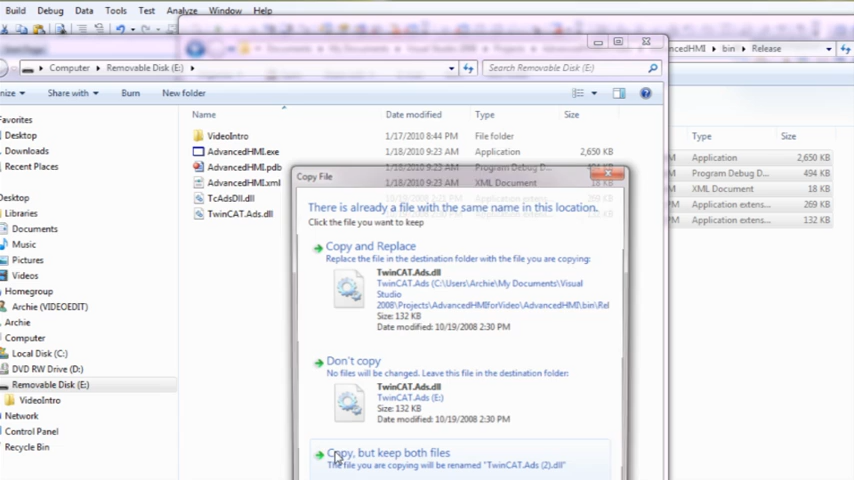 Build Debug Data Tools Test Analyze Window Help
Computer Removable Disk (E:) Search Removable Disk (E:) bin Release
Share with Burn New folder
Name Date modified Type Size Type Size
Favorites
Desktop
Downloads
Recent Places
Desktop
Libraries
Documents
Music
Pictures
Videos
Homegroup
Archie (VIDEOEDIT)
Archie
Computer
Local Disk (C:)
DVD RW Drive (D:)
Removable Disk (E:)
VideoIntro
Network
Control Panel
Recycle Bin
VideoIntro 1/17/2010 8:44 PM File folder
AdvancedHMI.exe 1/18/2010 9:23 AM Application 2,650 KB
AdvancedHMI.pdb 1/18/2010 9:23 AM Program Debug D... 494 KB
AdvancedHMI.xml 1/18/2010 9:23 AM XML Document 18 KB
TcAdsDll.dll
TwinCAT.Ads.dll
Application 2,650 KB
Program Debug D... 494 KB
XML Document 18 KB
Application extens... 269 KB
Application extens... 132 KB
Copy File
There is already a file with the same name in this location.
Click the file you want to keep
Copy and Replace
Replace the file in the destination folder with the file you are copying:
TwinCAT.Ads.dll
TwinCAT.Ads (C:\Users\Archie\My Documents\Visual
Studio
2008\Projects\AdvancedHMIforVideo\AdvancedHMI\bin\Rel
Size: 132 KB
Date modified: 10/19/2008 2:30 PM
Don't copy
No files will be changed. Leave this file in the destination folder:
TwinCAT.Ads.dll
TwinCAT.Ads (E:)
Size: 132 KB
Date modified: 10/19/2008 2:30 PM
Copy, but keep both files
The file you are copying will be renamed "TwinCAT.Ads (2).dll"